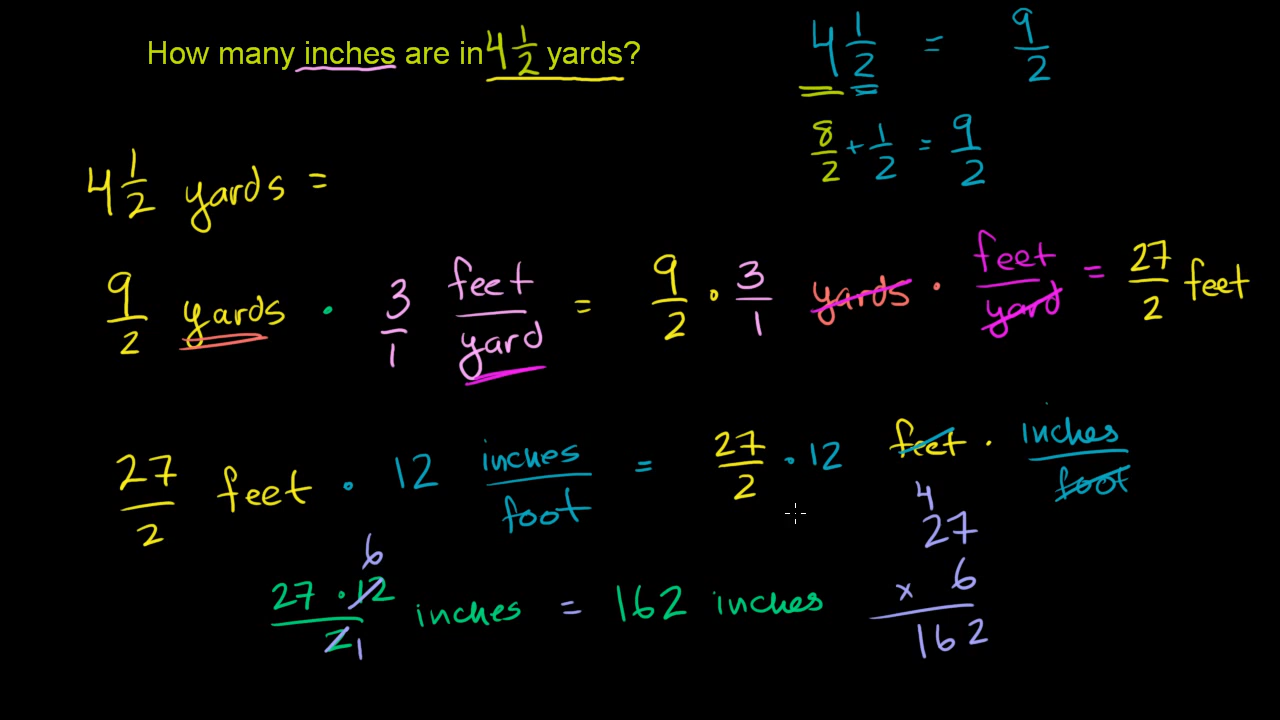 How many inches are in 4 1/2 yards?
4 1/2 = 9/2
8/2 + 1/2 = 9/2
4 1/2 yards =
9/2 yards · 3/1 feet/yard = 9/2 · 3/1 yards · feet/yard = 27/2 feet
27/2 feet · 12 inches/foot = 27/2 · 12 feet · inches/foot
4
27
x 6
162
6
27 · 12/2 1 inches = 162 inches